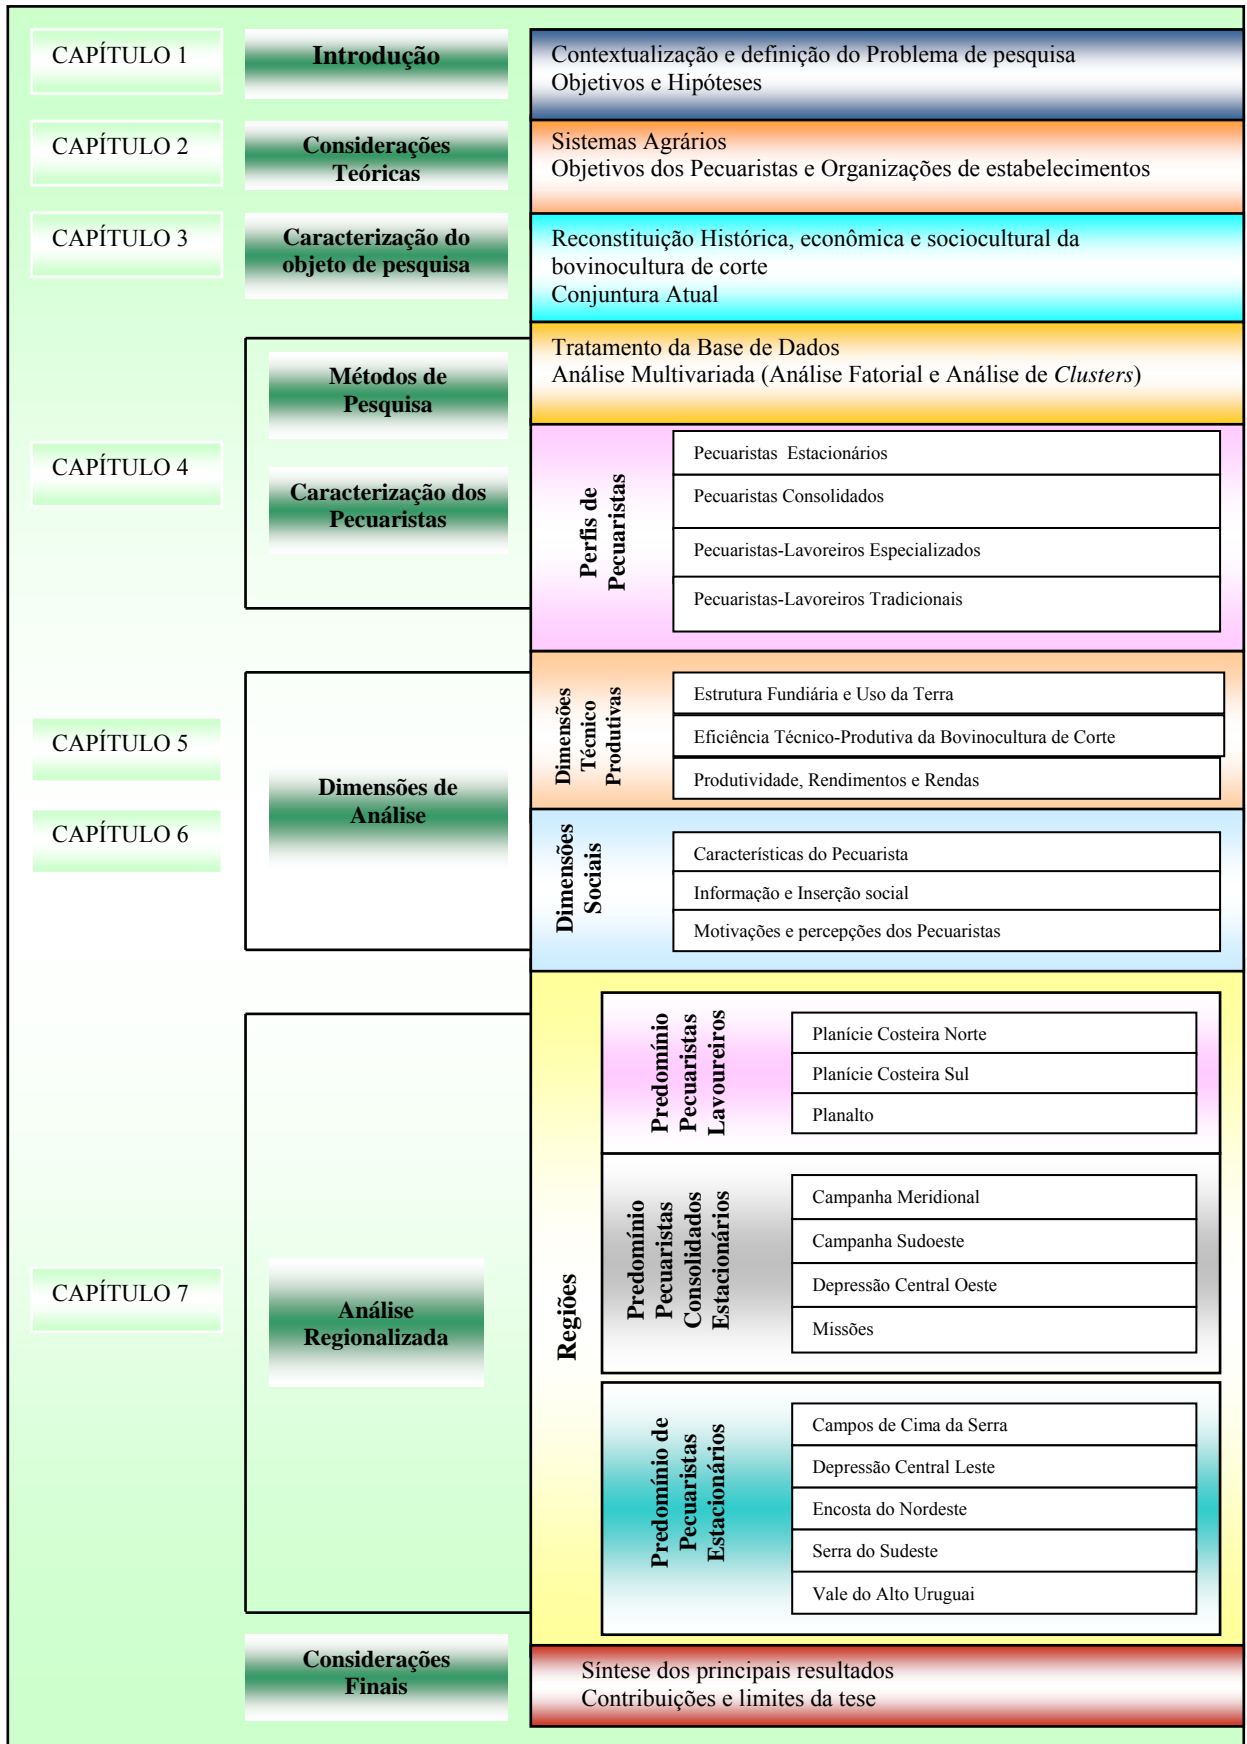 CAPÍTULO 1
Introdução
Contextualização e definição do Problema de pesquisa
Objetivos e Hipóteses
CAPÍTULO 2
Considerações
Teóricas
Sistemas Agrários
Objetivos dos Pecuaristas e Organizações de estabelecimentos
CAPÍTULO 3
Caracterização do
objeto de pesquisa
Reconstituição Histórica, econômica e sociocultural da
bovinocultura de corte
Conjuntura Atual
CAPÍTULO 4
Métodos de
Pesquisa
Tratamento da Base de Dados
Análise Multivariada (Análise Fatorial e Análise de Clusters)
Caracterização dos
Pecuaristas
Perfis de
Pecuaristas
Pecuaristas Estacionários
Pecuaristas Consolidados
Pecuaristas-Lavoreiros Especializados
Pecuaristas-Lavoreiros Tradicionais
CAPÍTULO 5
CAPÍTULO 6
Dimensões de
Análise
Dimensões
Técnico
Produtivas
Estrutura Fundiária e Uso da Terra
Eficiência Técnico-Produtiva da Bovinocultura de Corte
Produtividade, Rendimentos e Rendas
Dimensões
Sociais
Características do Pecuarista
Informação e Inserção social
Motivações e percepções dos Pecuaristas
CAPÍTULO 7
Análise
Regionalizada
Regiões
Predomínio
Pecuaristas
Lavoureiros
Planície Costeira Norte
Planície Costeira Sul
Planalto
Predomínio
Pecuaristas
Consolidados
Estacionários
Campanha Meridional
Campanha Sudoeste
Depressão Central Oeste
Missões
Predomínio de
Pecuaristas
Estacionários
Campos de Cima da Serra
Depressão Central Leste
Encosta do Nordeste
Serra do Sudeste
Vale do Alto Uruguai
Considerações
Finais
Síntese dos principais resultados
Contribuições e limites da tese